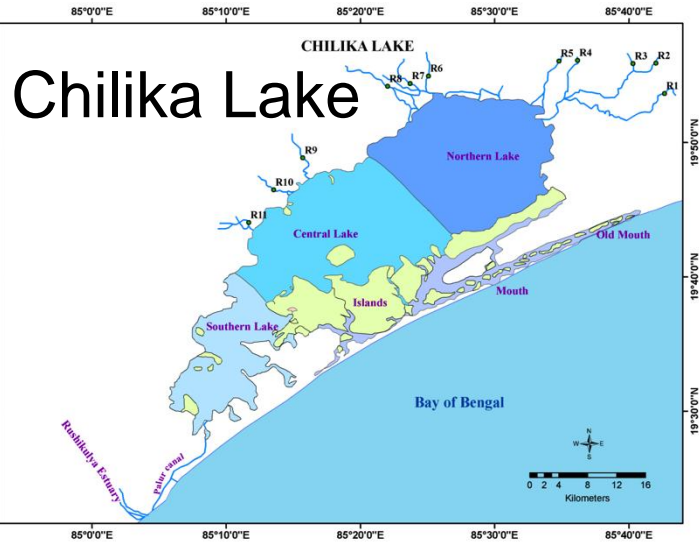 85°0'0"E 85°10'0"E 85°20'0"E 85°30'0"E 85°40'0"E
CHILIKA LAKE
Chilika Lake
R8 R7 R6 R5 R4 R3 R2
R1
R9
R10
R11
Northern Lake
Central Lake
Old Mouth
Mouth
Islands
Southern Lake
Bay of Bengal
Rushikulya Estuary
Palur canal
N
W E
S
0 2 4 8 12 16
Kilometers
19°5'0.0"N
19°40'0"N
19°30'0"N
85°0'0"E 85°10'0"E 85°20'0"E 85°30'0"E 85°40'0"E